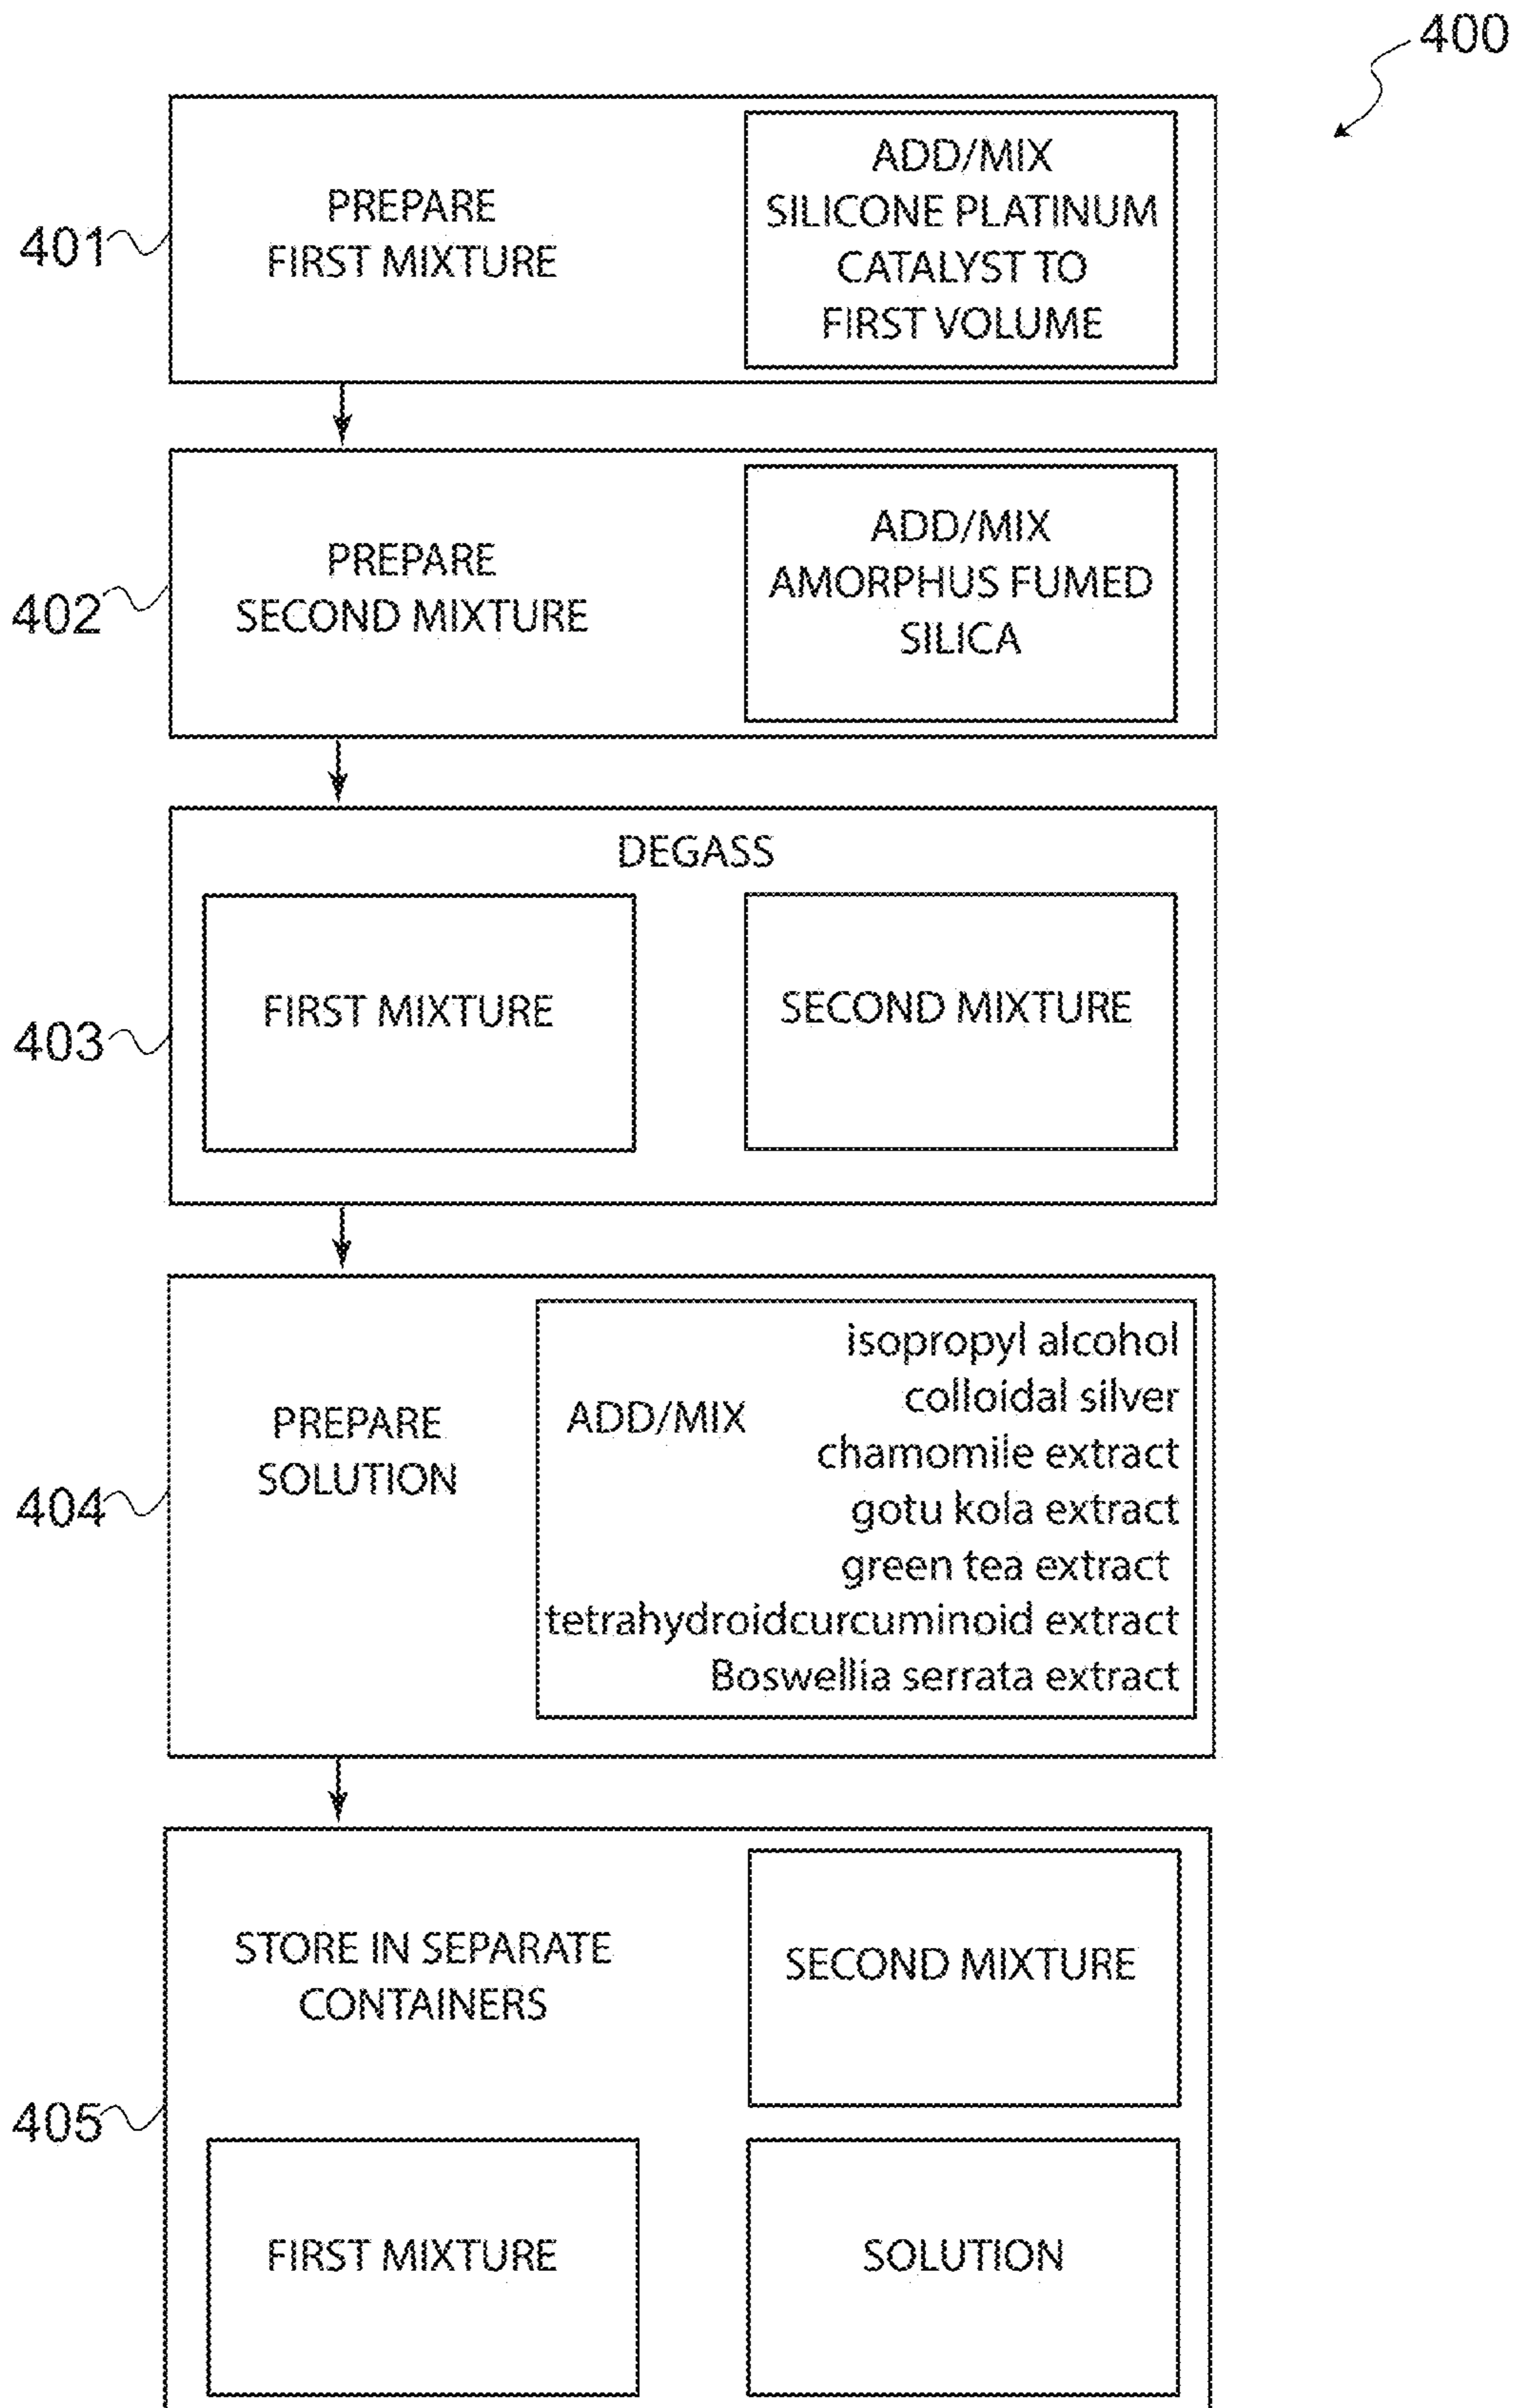 400
401
PREPARE
FIRST MIXTURE
ADD/MIX
SILICONE PLATINUM
CATALYST TO
FIRST VOLUME
402
PREPARE
SECOND MIXTURE
ADD/MIX
AMORPHUS FUMED
SILICA
403
DEGASS
FIRST MIXTURE
SECOND MIXTURE
404
PREPARE
SOLUTION
ADD/MIX
isopropyl alcohol
colloidal silver
chamomile extract
gotu kola extract
green tea extract
tetrahydroidcurcuminoid extract
Boswellia serrata extract
405
STORE IN SEPARATE
CONTAINERS
SECOND MIXTURE
FIRST MIXTURE
SOLUTION